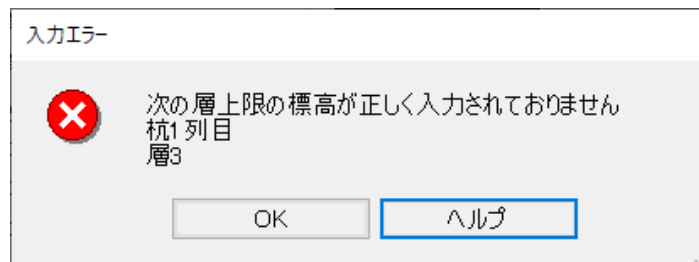 入力エラー
次の層上限の標高が正しく入力されておりません
杭1列目
層3
OK
ヘルプ